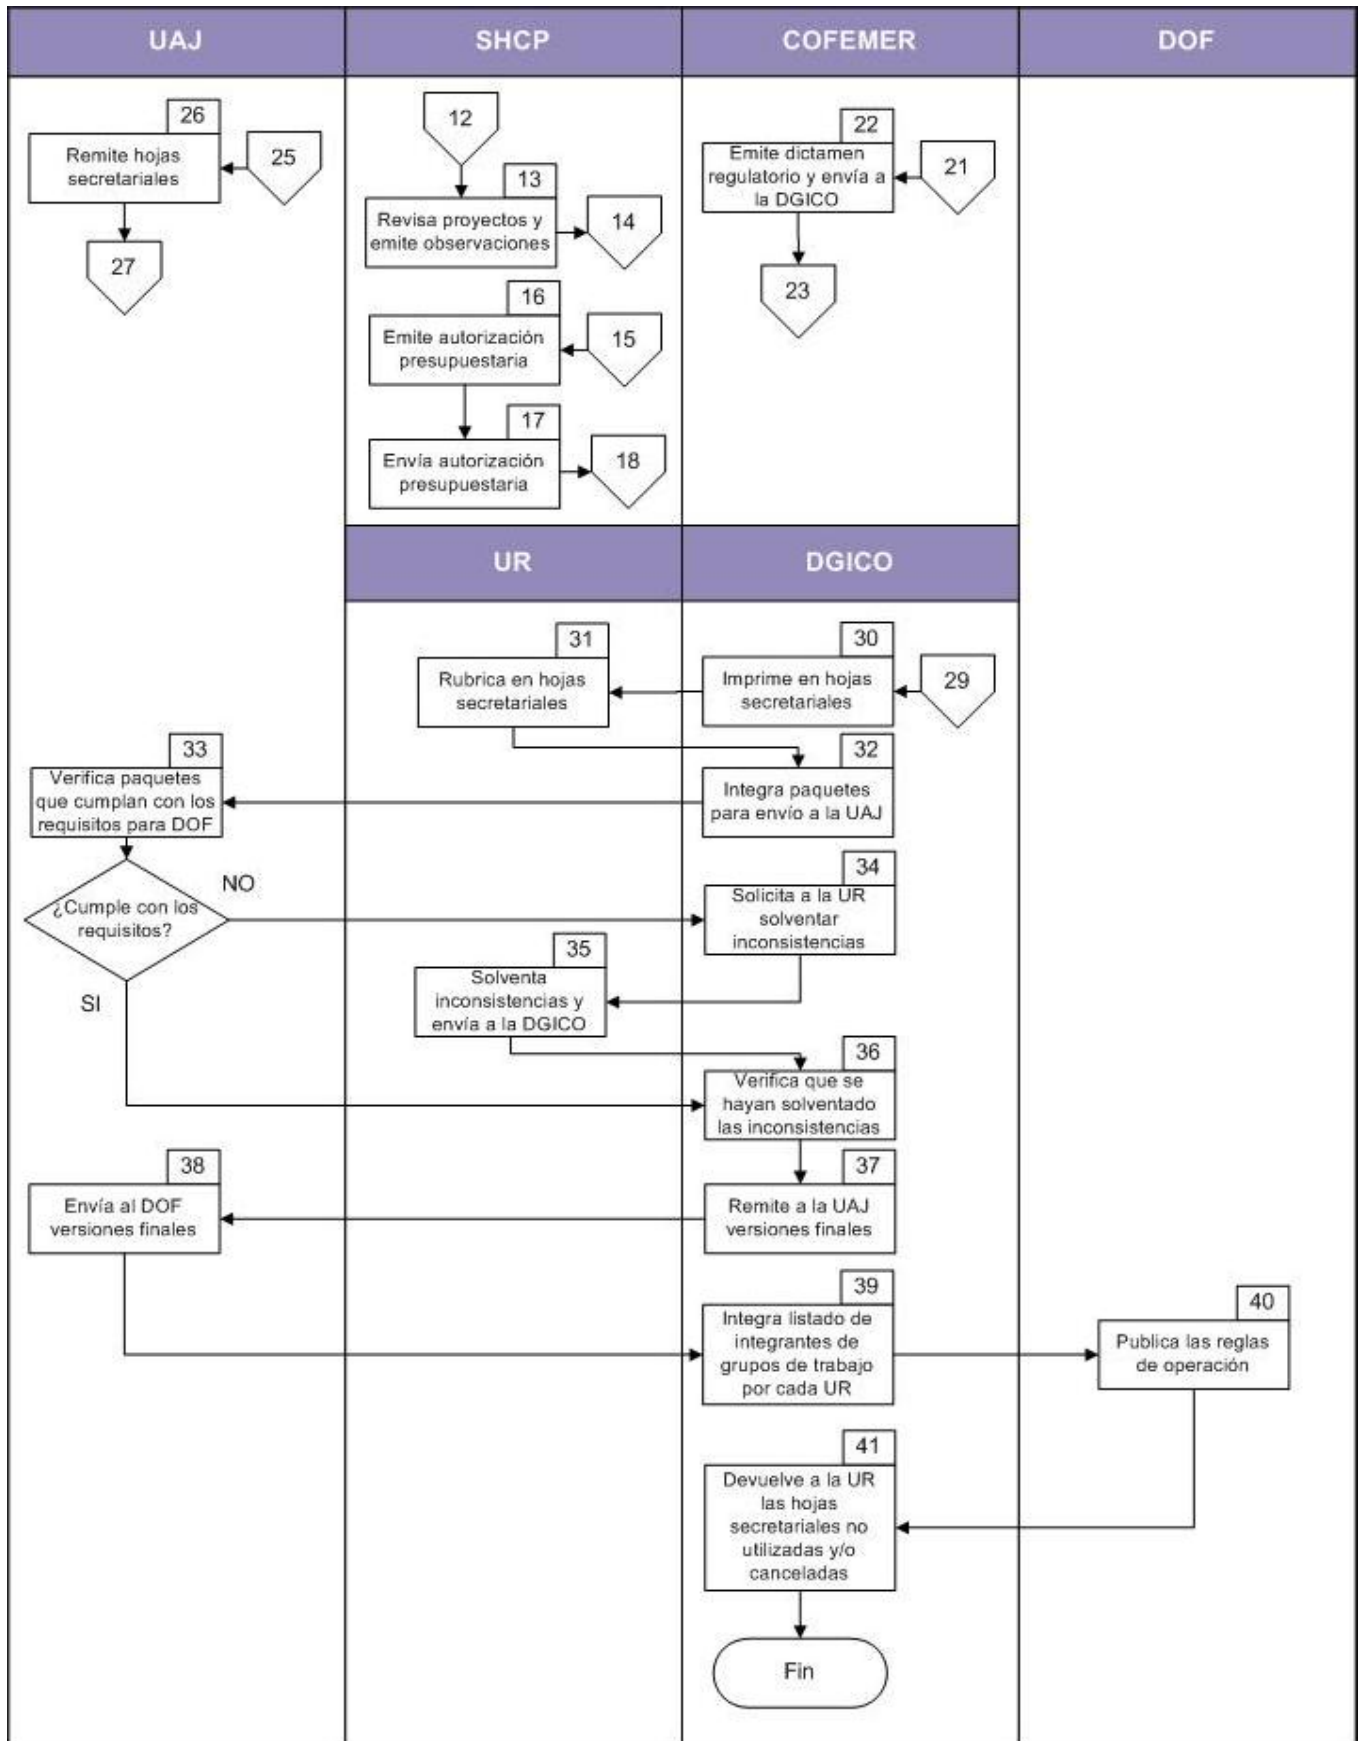 UAJ
SHCP
COFEMER
DOF
26
Remite hojas
secretariales
25
27
12
13
Revisa proyectos y
emite observaciones
14
16
Emite autorización
presupuestaria
15
17
Envía autorización
presupuestaria
18
22
Emite dictamen
regulatorio y envía a
la DGICO
21
23
UR
DGICO
31
Rubrica en hojas
secretariales
30
Imprime en hojas
secretariales
29
33
Verifica paquetes
que cumplan con los
requisitos para DOF
32
Integra paquetes
para envío a la UAJ
¿Cumple con los
requisitos?
NO
SI
34
Solicita a la UR
solventar
inconsistencias
35
Solventa
inconsistencias y
envía a la DGICO
36
Verifica que se
hayan solventado
las inconsistencias
38
Envía al DOF
versiones finales
37
Remite a la UAJ
versiones finales
39
Integra listado de
integrantes de
grupos de trabajo
por cada UR
40
Publica las reglas
de operación
41
Devuelve a la UR
las hojas
secretariales no
utilizadas y/o
canceladas
Fin